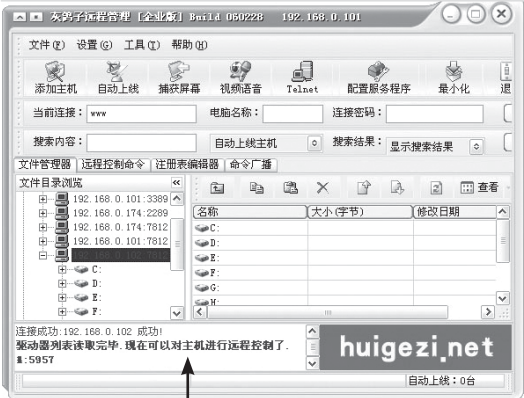 灰鸽子远程管理 [企业版] Build 060228 192.168.0.101
文件(F) 设置(G) 工具(T) 帮助(H)
添加主机 自动上线 捕获屏幕 视频语音 Telnet 配置服务程序 最小化 退
当前连接: www 电脑名称: 连接密码:
搜索内容: 自动上线主机 搜索结果: 显示搜索结果
文件管理器 远程控制命令 注册表编辑器 命令广播
文件目录浏览 查看
192.168.0.101:3389
192.168.0.174:2289
192.168.0.174:7812
192.168.0.101:7812
C:
D:
E:
F:
名称 大小(字节) 修改日期
C:
D:
E:
F:
G:
H:
连接成功:192.168.0.102 成功!
驱动器列表读取完毕.现在可以对主机进行远程控制了.
:5957
huigezi.net
自动上线:0台